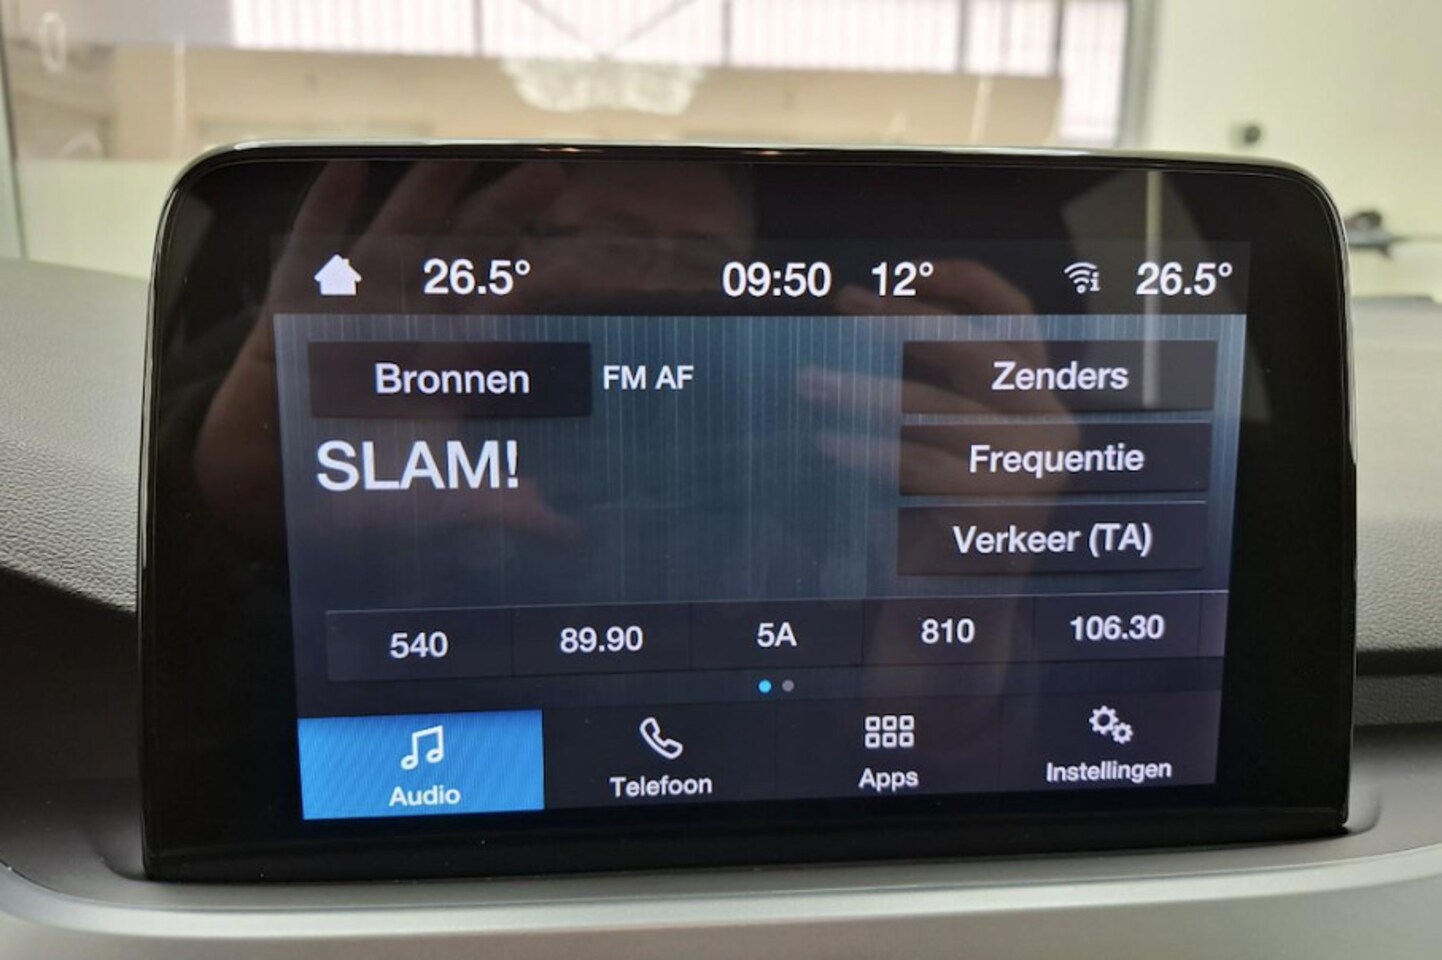 26.5° 09:50 12° 26.5°
Bronnen FM AF Zenders
SLAM! Frequentie
Verkeer (TA)
540 89.90 5A 810 106.30
Audio Telefoon Apps Instellingen